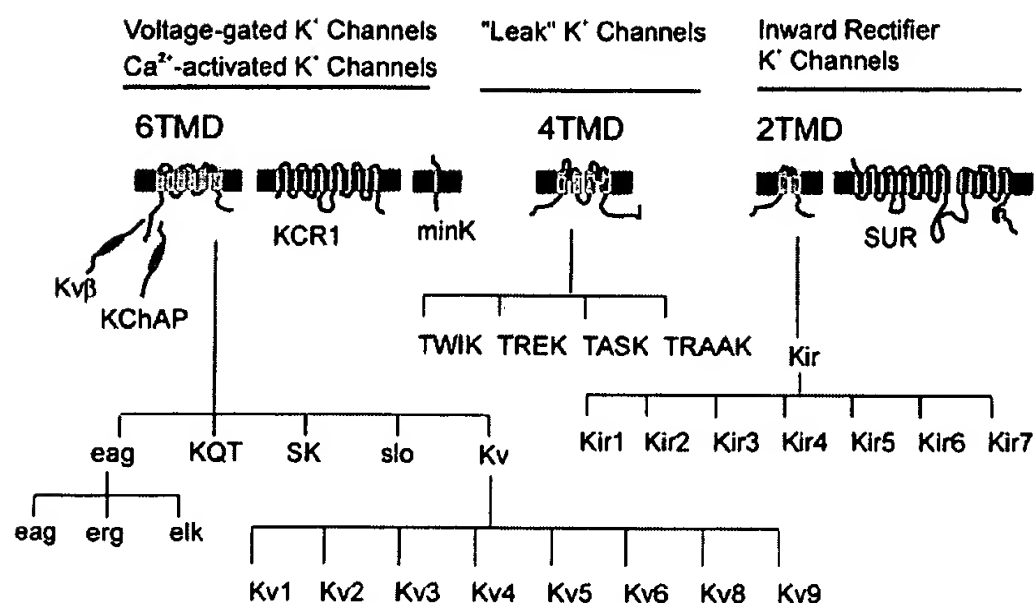 Voltage-gated K⁺ Channels
Ca²⁺-activated K⁺ Channels
"Leak" K⁺ Channels
Inward Rectifier
K⁺ Channels
6TMD
4TMD
2TMD
KCR1
minK
SUR
Kvβ
KChAP
TWIK TREK TASK TRAAK
Kir
Kir1 Kir2 Kir3 Kir4 Kir5 Kir6 Kir7
eag KQT SK slo Kv
eag erg elk
Kv1 Kv2 Kv3 Kv4 Kv5 Kv6 Kv8 Kv9